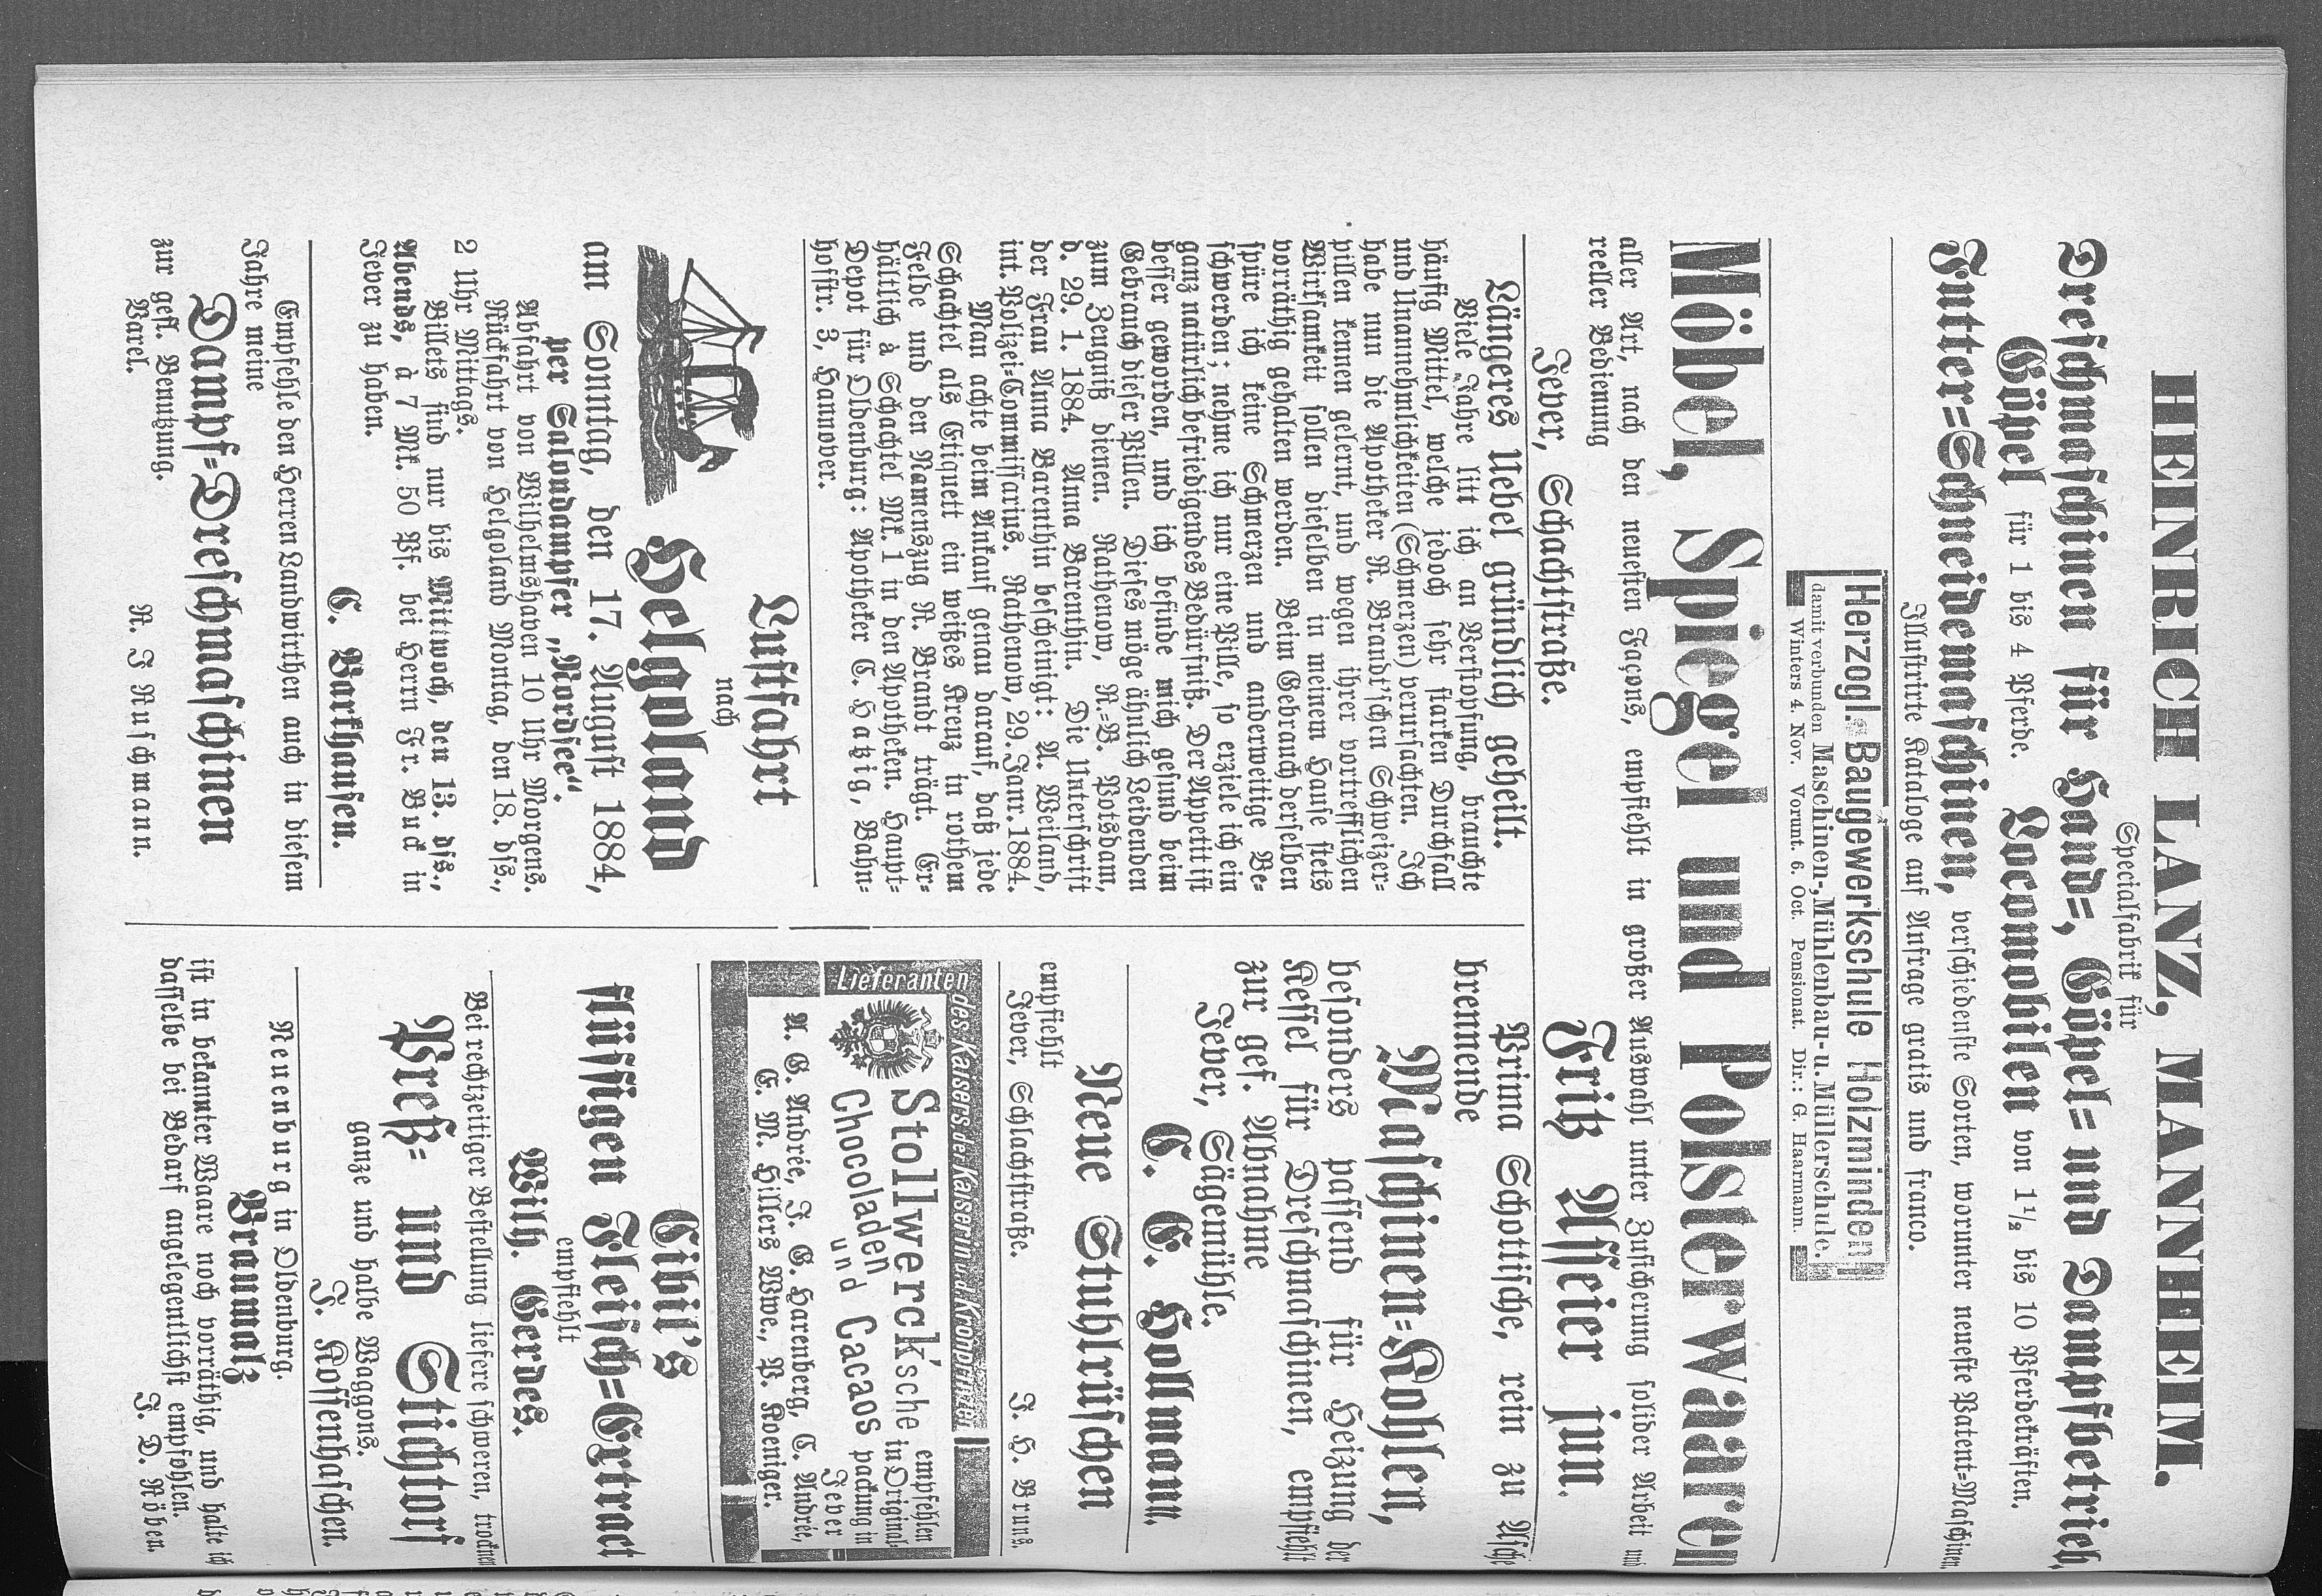 HEINRICH LANZ, MANNHEIM.
Specialfabrik für
Dreschmaschinen für Hand=, Göpel= und Dampfbetrieb,
Göpel für 1 bis 4 Pferde. Locomobilen von 1½ bis 10 Pferdekräften.
Futter=Schneidemaschinen, verschiedenste Sorten, worunter neueste Patent=Maschinen
Illustrirte Kataloge auf Anfrage gratis und franco.
Herzogl. Baugewerkschule Holzminden
damit verbunden Maschinen-, Mühlenbau- u. Müllerschule.
Winters 4. Nov. Vorunt. 6. Oct. Pensionat. Dir.: G. Haarmann.
Möbel, Spiegel und Polsterwaaren
aller Art, nach den neuesten Façons, empfiehlt in großer Auswahl unter Zusicherung solider Arbeit und
reeller Bedienung
Jever, Schachtstraße. Fritz Assier jun.
Längeres Uebel gründlich geheilt.
Viele Jahre litt ich an Verstopfung, brauchte
häufig Mittel, welche jedoch sehr starken Durchfall
und Unannehmlichkeiten (Schmerzen) verursachten. Ich
habe nun die Apotheker R. Brandt'schen Schweizer=
pillen kennen gelernt, und wegen ihrer vortrefflichen
Wirksamkeit sollen dieselben in meinem Hause stets
vorräthig gehalten werden. Beim Gebrauch derselben
spüre ich keine Schmerzen und anderweitige Be=
schwerden; nehme ich nur eine Pille, so erziele ich ein
ganz natürlich befriedigendes Bedürfniß. Der Appetit ist
besser geworden, und ich befinde mich gesund beim
Gebrauch dieser Pillen. Dieses möge ähnlich Leidenden
zum Zeugniß dienen. Rathenow, R.=B. Potsdam,
d. 29. 1. 1884. Anna Barenthin. Die Unterschrift
der Frau Anna Barenthin bescheinigt: A. Weiland,
int. Polizei=Commissarius. Rathenow, 29. Janr. 1884.
Man achte beim Ankauf genau darauf, daß jede
Schachtel als Etiquett ein weißes Kreuz in rothem
Felde und den Namenszug R. Brandt trägt. Er=
hältlich à Schachtel Mk. 1 in den Apotheken. Haupt=
Depot für Oldenburg: Apotheker C. Hatzig, Bahn=
hofstr. 3, Hannover.
Lustfahrt
nach
Helgoland
am Sonntag, den 17. August 1884,
per Salondampfer „Nordsee“.
Abfahrt von Wilhelmshaven 10 Uhr Morgens.
Rückfahrt von Helgoland Montag, den 18. dss.,
2 Uhr Mittags.
Billets sind nur bis Mittwoch, den 13. dss.,
Abends, à 7 Mk. 50 Pf. bei Herrn Fr. Buck in
Jever zu haben.
C. Barkhausen.
Empfehle den Herren Landwirthen auch in diesem
Jahre meine
Dampf=Dreschmaschinen
zur gefl. Benutzung.
Varel. R. J Ruschmann.
Prima Schottische, rein zu Asche
brennende
Maschinen=Kohlen,
besonders passend für Heizung der
Kessel für Dreschmaschinen, empfiehlt
zur gef. Abnahme
Jever, Sägemühle.
C. E. Hollmann.
Neue Stuhlrüschen
empfiehlt
Jever, Schlachtstraße. J. H. Bruns.
Lieferanten des Kaisers der Kaiserin u.d. Kronprinzen
Stollwerck'sche empfehlen
Chocoladen in Original-
und Cacaos packung in
Jever
A. G. Andrée, J. G. Harenberg, C. Andrée,
E. M. Hillers Wwe., P. Koeniger.
Cibil's
flüssigen Fleisch=Extract
empfiehlt
Wilh. Gerdes.
Bei rechtzeitiger Bestellung liefere schweren, trocknen
Preß= und Stichtorf
ganze und halbe Waggons.
J. Kossenhaschen.
Neuenburg in Oldenburg.
Braunolz
ist in bekannter Waare noch vorräthig, und halte ich
dasselbe bei Bedarf angelegentlichst empfohlen.
J. D. Röben.